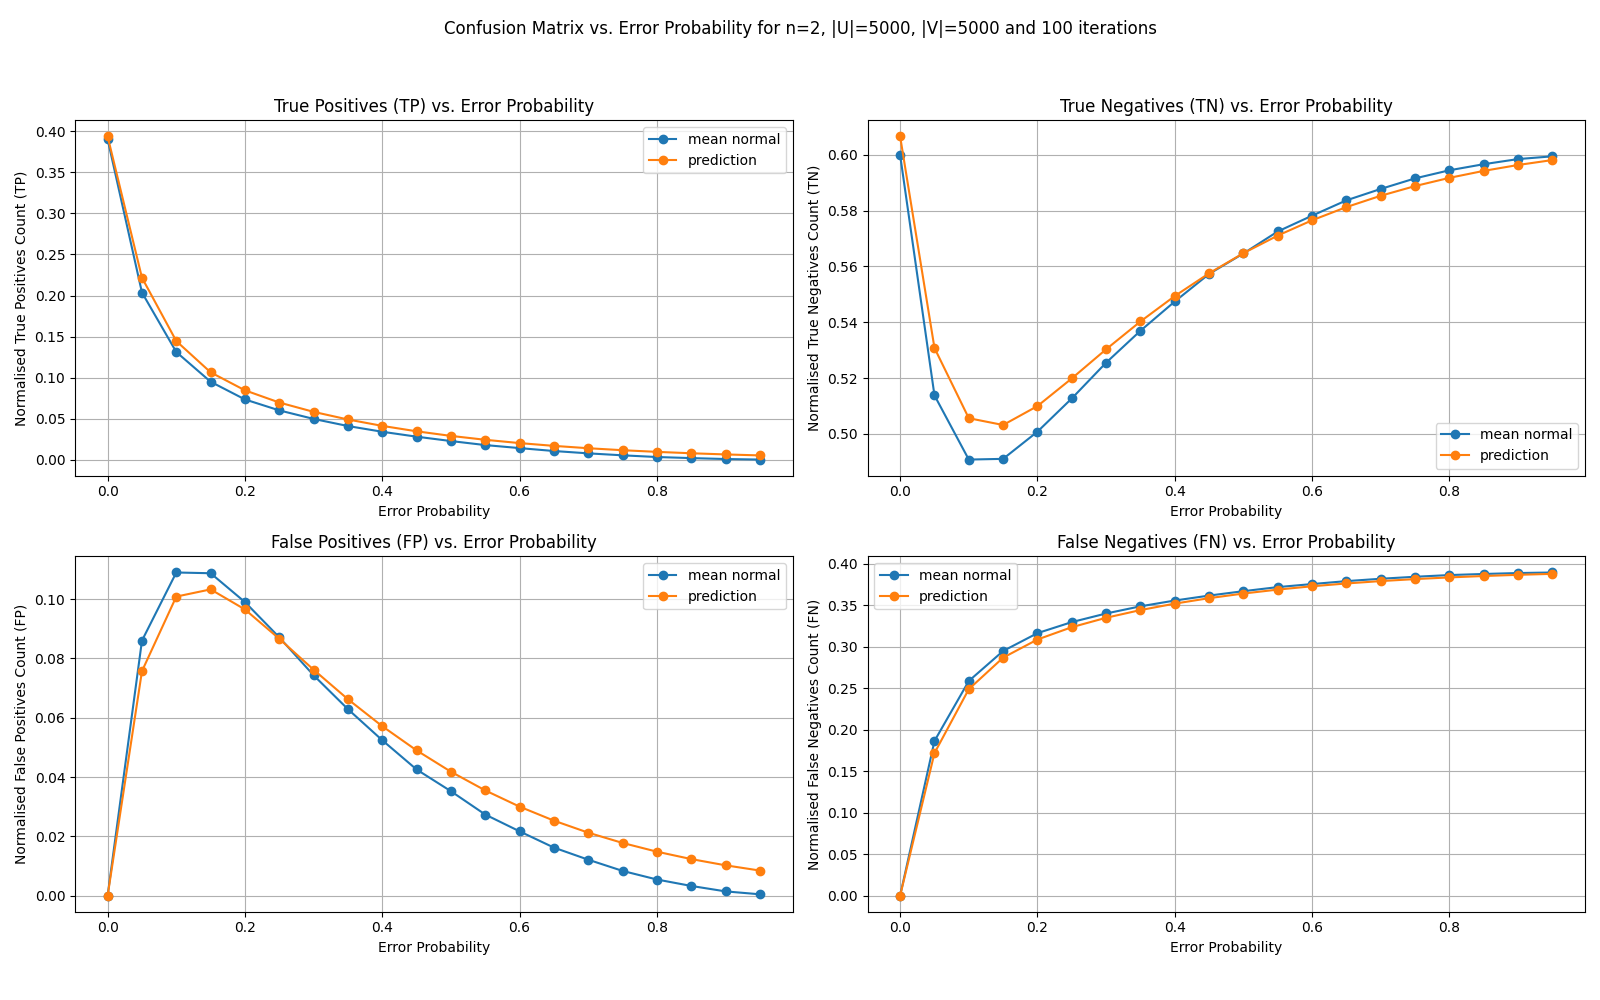 Confusion Matrix vs. Error Probability for n=2, |U|=5000, |V|=5000 and 100 iterations
True Positives (TP) vs. Error Probability
Normalised True Positives Count (TP)
0.40
0.35
0.30
0.25
0.20
0.15
0.10
0.05
0.00
mean normal
prediction
0.0 0.2 0.4 0.6 0.8
Error Probability
True Negatives (TN) vs. Error Probability
Normalised True Negatives Count (TN)
0.60
0.58
0.56
0.54
0.52
0.50
mean normal
prediction
0.0 0.2 0.4 0.6 0.8
Error Probability
False Positives (FP) vs. Error Probability
Normalised False Positives Count (FP)
0.10
0.08
0.06
0.04
0.02
0.00
mean normal
prediction
0.0 0.2 0.4 0.6 0.8
Error Probability
False Negatives (FN) vs. Error Probability
Normalised False Negatives Count (FN)
0.40
0.35
0.30
0.25
0.20
0.15
0.10
0.05
0.00
mean normal
prediction
0.0 0.2 0.4 0.6 0.8
Error Probability